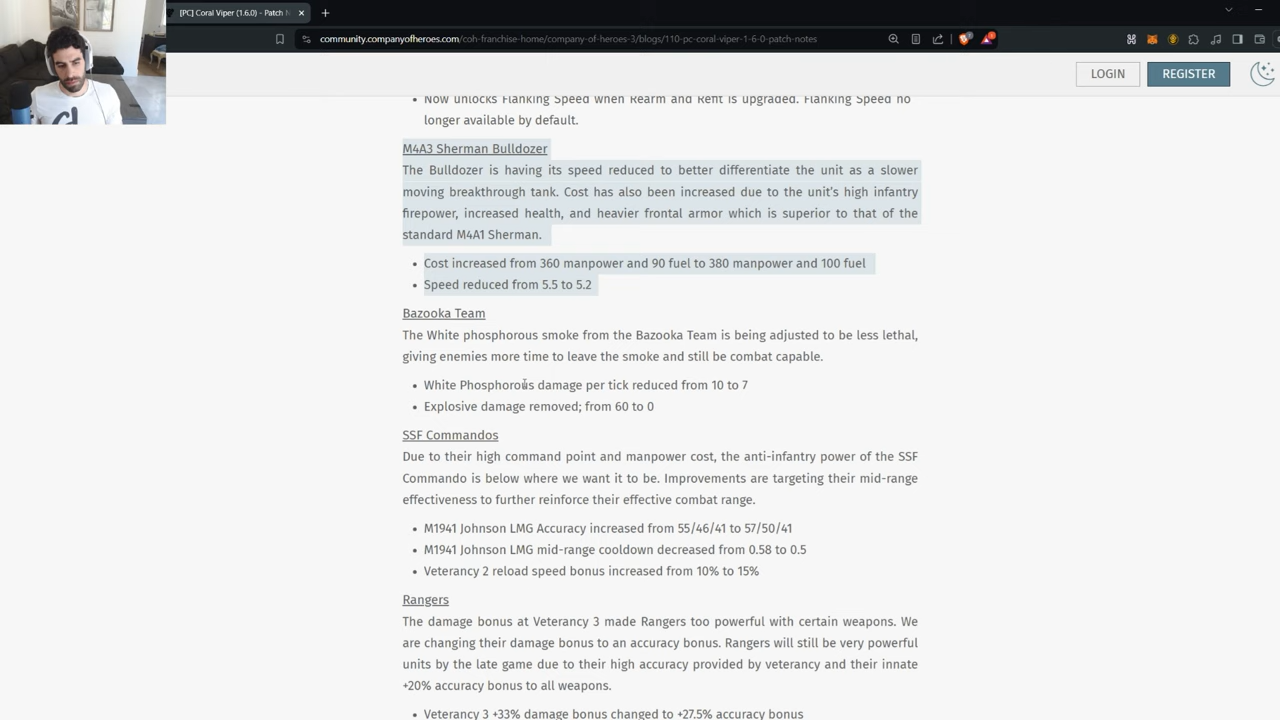 [PC] Coral Viper (1.6.0) - Patch N
community.companyofheroes.com/coh-franchise-home/company-of-heroes-3/blogs/110-pc-coral-viper-1-6-0-patch-notes
LOGIN
REGISTER
• Now unlocks Flanking Speed when Rearm and Refit is upgraded. Flanking Speed no
longer available by default.
M4A3 Sherman Bulldozer
The Bulldozer is having its speed reduced to better differentiate the unit as a slower
moving breakthrough tank. Cost has also been increased due to the unit's high infantry
firepower, increased health, and heavier frontal armor which is superior to that of the
standard M4A1 Sherman.
• Cost increased from 360 manpower and 90 fuel to 380 manpower and 100 fuel
• Speed reduced from 5.5 to 5.2
Bazooka Team
The White phosphorous smoke from the Bazooka Team is being adjusted to be less lethal,
giving enemies more time to leave the smoke and still be combat capable.
• White Phosphorous damage per tick reduced from 10 to 7
• Explosive damage removed; from 60 to 0
SSF Commandos
Due to their high command point and manpower cost, the anti-infantry power of the SSF
Commando is below where we want it to be. Improvements are targeting their mid-range
effectiveness to further reinforce their effective combat range.
• M1941 Johnson LMG Accuracy increased from 55/46/41 to 57/50/41
• M1941 Johnson LMG mid-range cooldown decreased from 0.58 to 0.5
• Veterancy 2 reload speed bonus increased from 10% to 15%
Rangers
The damage bonus at Veterancy 3 made Rangers too powerful with certain weapons. We
are changing their damage bonus to an accuracy bonus. Rangers will still be very powerful
units by the late game due to their high accuracy provided by veterancy and their innate
+20% accuracy bonus to all weapons.
• Veterancy 3 +33% damage bonus changed to +27.5% accuracy bonus